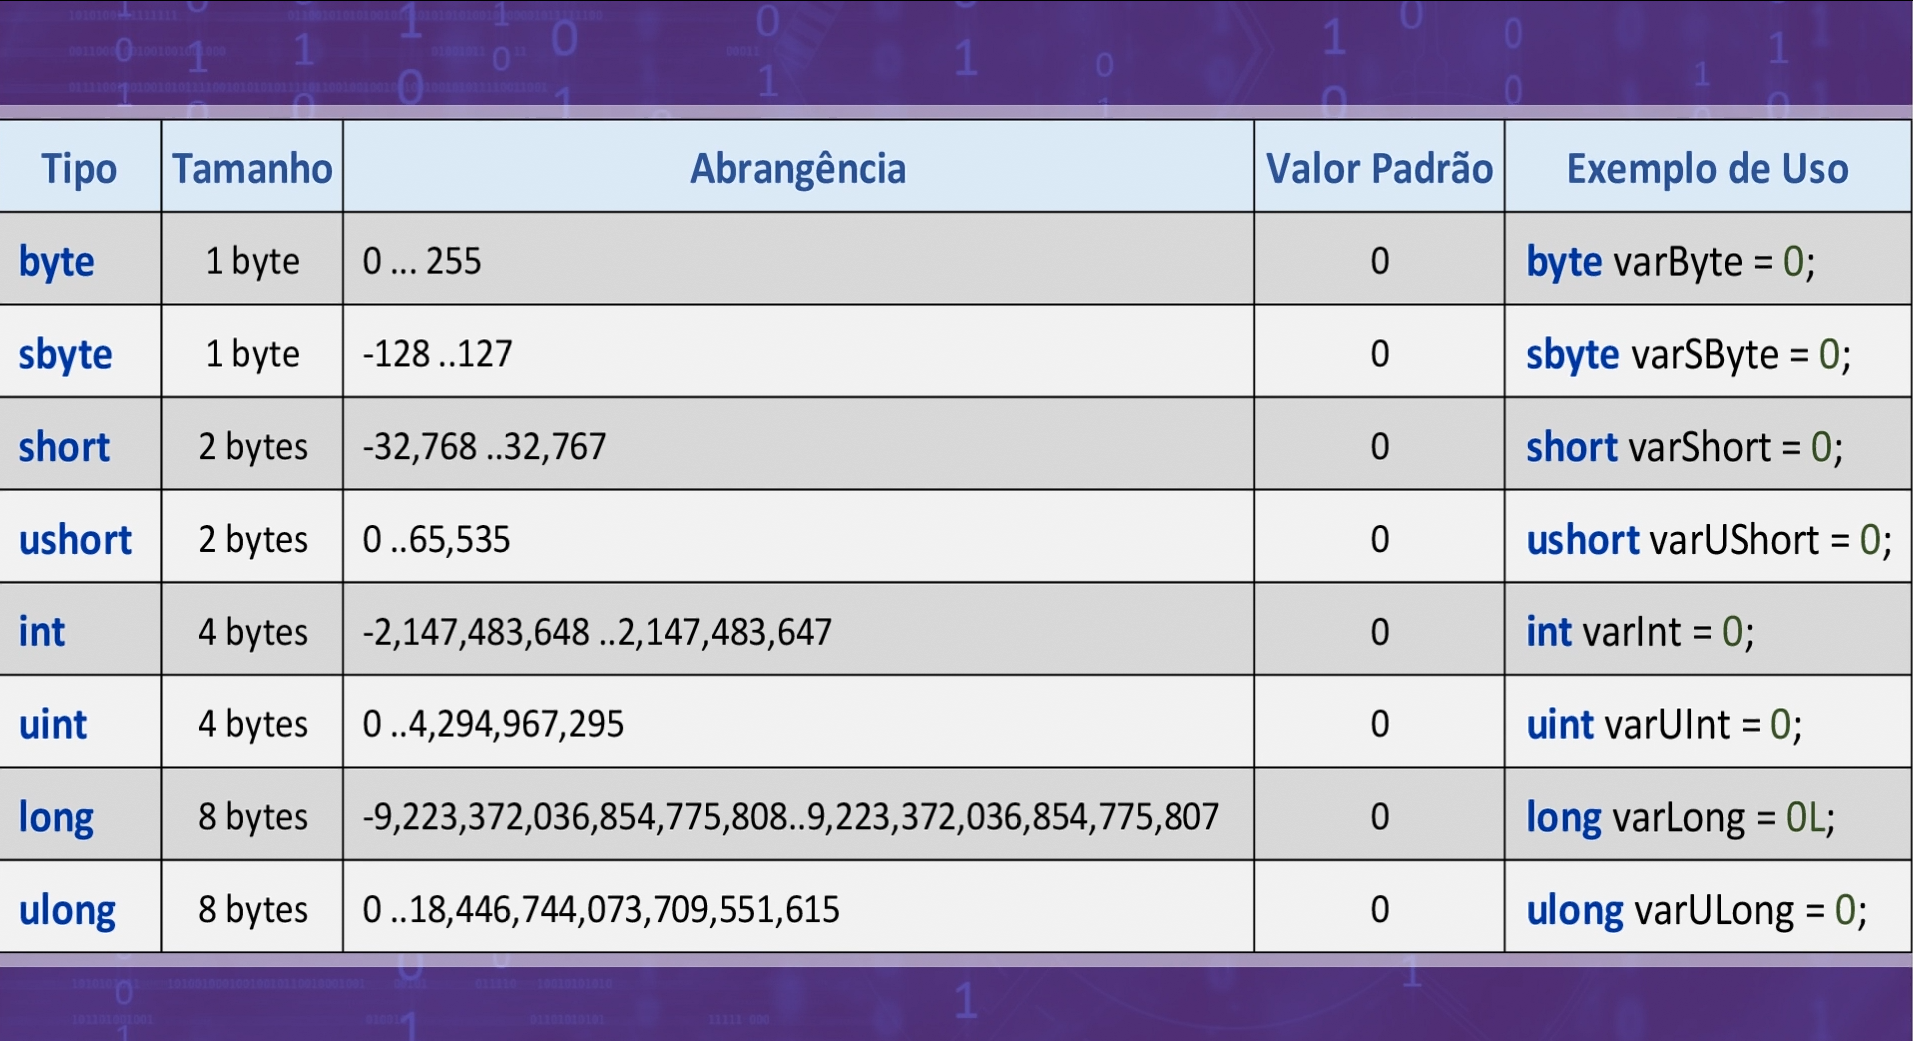 Tipo Tamanho Abrangência Valor Padrão Exemplo de Uso
byte 1 byte 0 ... 255 0 byte varByte = 0;
sbyte 1 byte -128 ..127 0 sbyte varSByte = 0;
short 2 bytes -32,768 ..32,767 0 short varShort = 0;
ushort 2 bytes 0 ..65,535 0 ushort varUShort = 0;
int 4 bytes -2,147,483,648 ..2,147,483,647 0 int varInt = 0;
uint 4 bytes 0 ..4,294,967,295 0 uint varUInt = 0;
long 8 bytes -9,223,372,036,854,775,808..9,223,372,036,854,775,807 0 long varLong = 0L;
ulong 8 bytes 0 ..18,446,744,073,709,551,615 0 ulong varULong = 0;